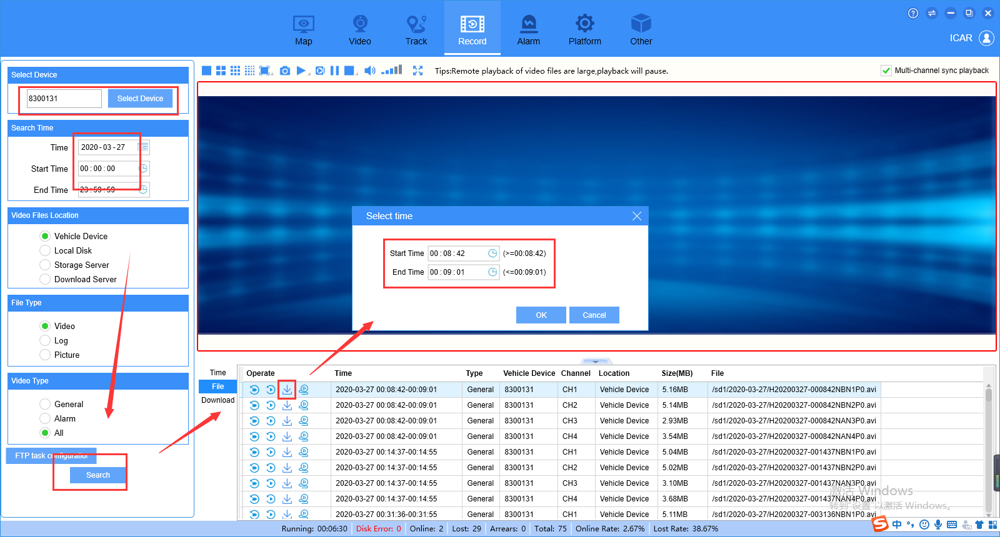 Map
Video
Track
Record
Alarm
Platform
Other
ICAR
Select Device
8300131
Select Device
Search Time
Time 2020-03-27
Start Time 00:00:00
End Time 23:59:59
Video Files Location
Vehicle Device
Local Disk
Storage Server
Download Server
File Type
Video
Log
Picture
Video Type
General
Alarm
All
FTP task configuration
Search
Tips:Remote playback of video files are large,playback will pause.
Multi-channel sync playback
Select time
Start Time 00:08:42 (>=00:08:42)
End Time 00:09:01 (<=00:09:01)
OK Cancel
Time
File
Download
Operate Time Type Vehicle Device Channel Location Size(MB) File
2020-03-27 00:08:42-00:09:01 General 8300131 CH1 Vehicle Device 5.16MB /sd1/2020-03-27/H20200327-000842NBN1P0.avi
2020-03-27 00:08:42-00:09:01 General 8300131 CH2 Vehicle Device 5.14MB /sd1/2020-03-27/H20200327-000842NBN2P0.avi
2020-03-27 00:08:42-00:09:01 General 8300131 CH3 Vehicle Device 2.93MB /sd1/2020-03-27/H20200327-000842NAN3P0.avi
2020-03-27 00:08:42-00:09:01 General 8300131 CH4 Vehicle Device 3.54MB /sd1/2020-03-27/H20200327-000842NAN4P0.avi
2020-03-27 00:14:37-00:14:55 General 8300131 CH1 Vehicle Device 5.04MB /sd1/2020-03-27/H20200327-001437NBN1P0.avi
2020-03-27 00:14:37-00:14:55 General 8300131 CH2 Vehicle Device 5.02MB /sd1/2020-03-27/H20200327-001437NBN2P0.avi
2020-03-27 00:14:37-00:14:55 General 8300131 CH3 Vehicle Device 3.10MB /sd1/2020-03-27/H20200327-001437NAN3P0.avi
2020-03-27 00:14:37-00:14:55 General 8300131 CH4 Vehicle Device 3.68MB /sd1/2020-03-27/H20200327-001437NAN4P0.avi
2020-03-27 00:31:36-00:31:55 General 8300131 CH1 Vehicle Device 5.11MB /sd1/2020-03-27/H20200327-003136NBN1P0.avi
激活 Windows
转到"设置"以激活 Windows。
中
Running: 00:06:30 Disk Error: 0 Online: 2 Lost: 29 Arrears: 0 Total: 75 Online Rate: 2.67% Lost Rate: 38.67%